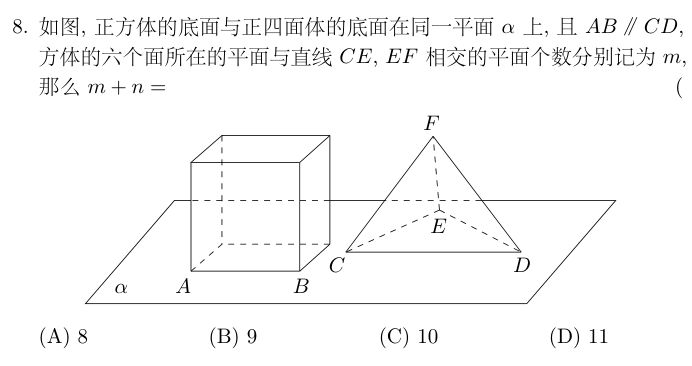 8. 如图, 正方体的底面与正四面体的底面在同一平面 α 上, 且 AB ∥ CD,
方体的六个面所在的平面与直线 CE, EF 相交的平面个数分别记为 m,
那么 m + n = (
F
E
C
D
α
A
B
(A) 8 (B) 9 (C) 10 (D) 11